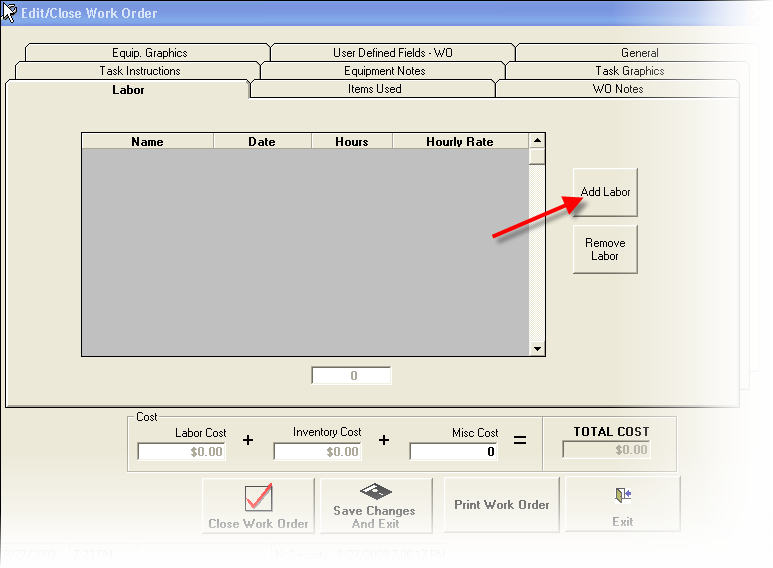 Edit/Close Work Order
Equip. Graphics
User Defined Fields - WO
General
Task Instructions
Equipment Notes
Task Graphics
Labor
Items Used
WO Notes
Name
Date
Hours
Hourly Rate
Add Labor
Remove
Labor
0
Cost
Labor Cost
Inventory Cost
Misc Cost
TOTAL COST
$0.00
+
$0.00
+
0
=
$0.00
Close Work Order
Save Changes
And Exit
Print Work Order
Exit